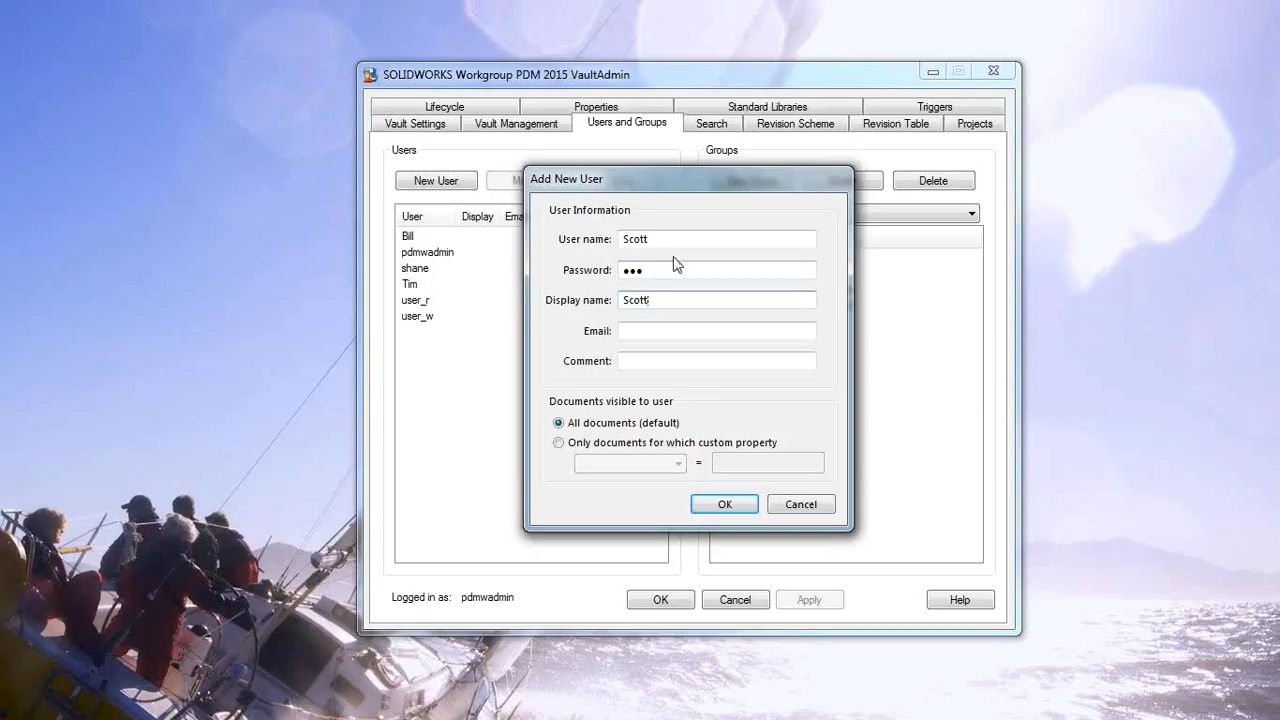 SOLIDWORKS Workgroup PDM 2015 VaultAdmin
Lifecycle Properties Standard Libraries Triggers
Vault Settings Vault Management Users and Groups Search Revision Scheme Revision Table Projects
Users Groups
New User Delete
User Display Ema
Bill
pdmwadmin
shane
Tim
user_r
user_w
Add New User
User Information
User name: Scott
Password: •••
Display name: Scott
Email:
Comment:
Documents visible to user
All documents (default)
Only documents for which custom property
=
OK Cancel
Logged in as: pdmwadmin OK Cancel Apply Help